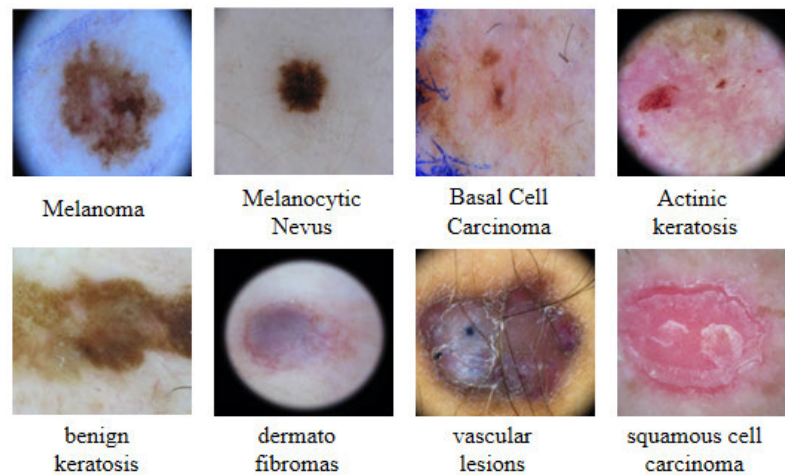 Melanoma
Melanocytic
Nevus
Basal Cell
Carcinoma
Actinic
keratosis
benign
keratosis
dermato
fibromas
vascular
lesions
squamous cell
carcinoma